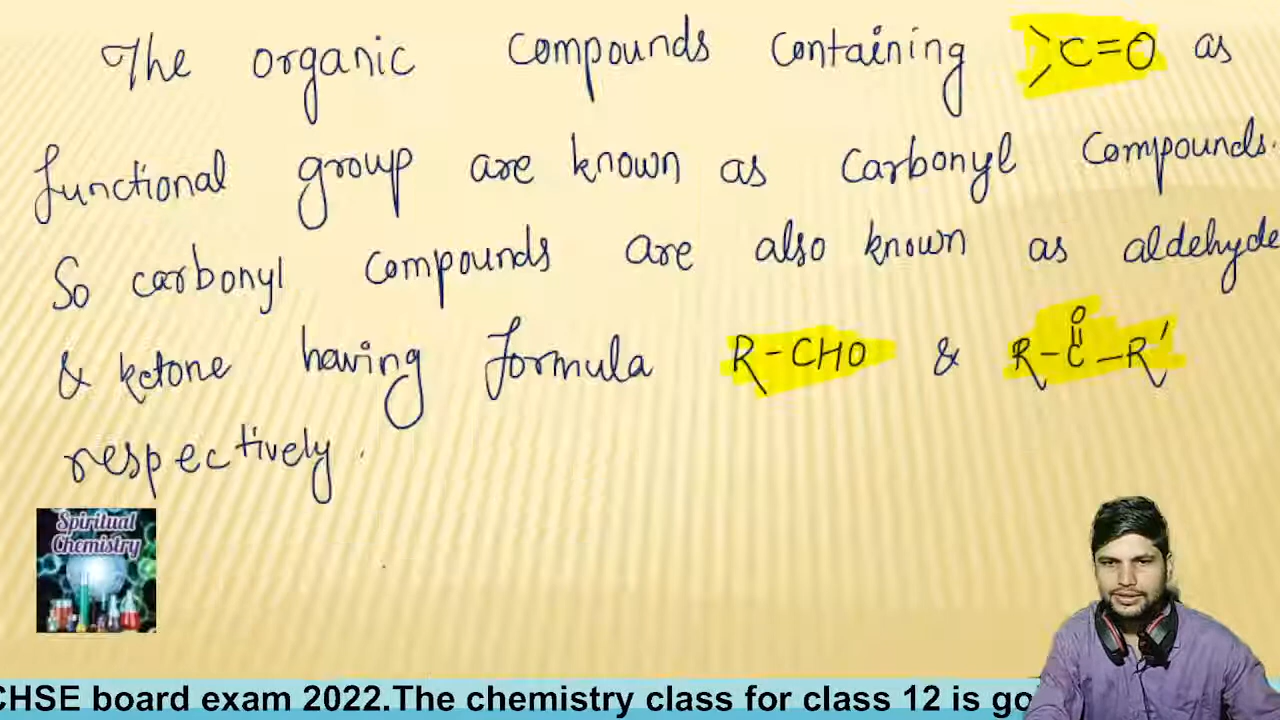 The organic compounds containing >C=O as
functional group are known as carbonyl compounds.
So carbonyl compounds are also known as aldehyde
& ketone having formula R-CHO & R-C-R'
O
respectively.
Spiritual
Chemistry
CHSE board exam 2022.The chemistry class for class 12 is go